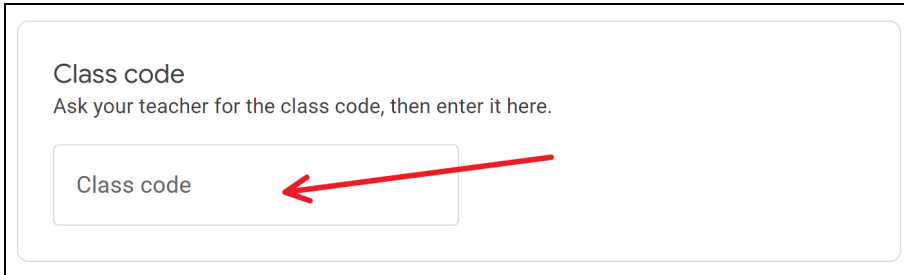 Class code
Ask your teacher for the class code, then enter it here.
Class code